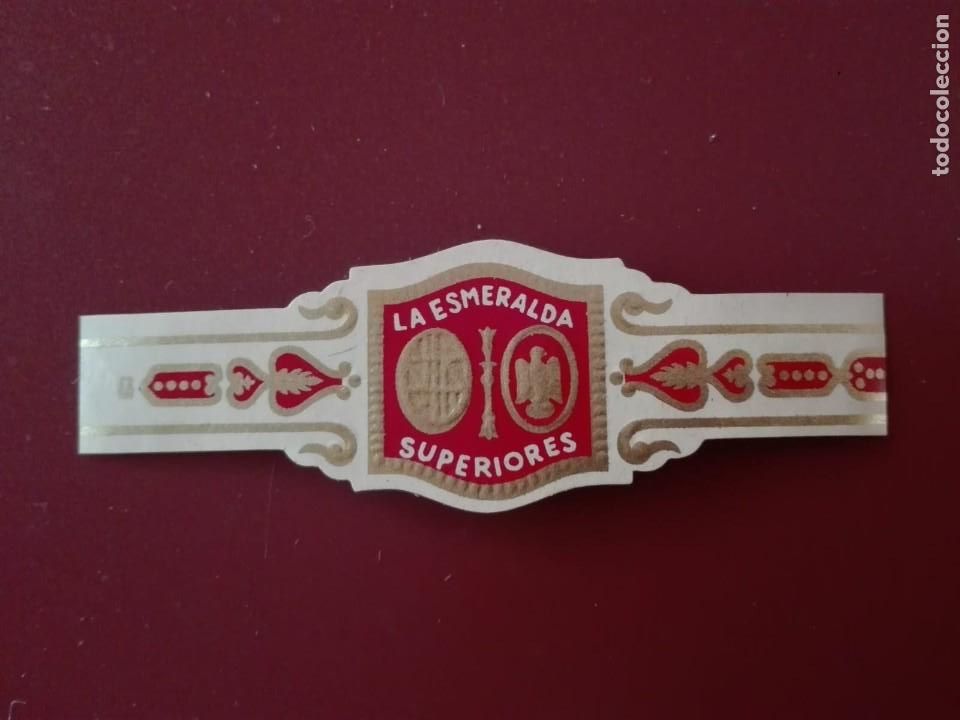 LA ESMERALDA
SUPERIORES
todocoleccion